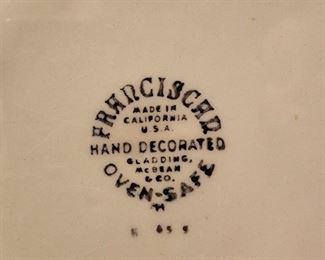 FRANCISCAN
MADE IN
CALIFORNIA
U.S.A.
HAND DECORATED
GLADDING,
McBEAN
& CO.
OVEN-SAFE